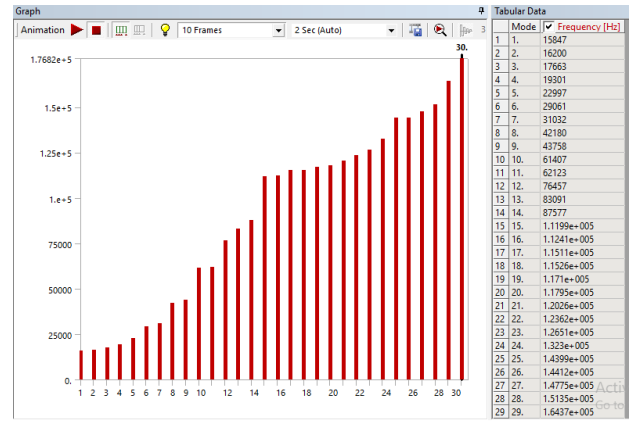 Graph
Animation 10 Frames 2 Sec (Auto) 3
30.
1.7682e+5
1.5e+5
1.25e+5
1.e+5
75000
50000
25000
0.
1 2 3 4 5 6 7 8 9 10 12 14 16 18 20 22 24 26 28 30
Tabular Data
Mode Frequency [Hz]
1 1. 15847
2 2. 16200
3 3. 17663
4 4. 19301
5 5. 22997
6 6. 29061
7 7. 31032
8 8. 42180
9 9. 43758
10 10. 61407
11 11. 62123
12 12. 76457
13 13. 83091
14 14. 87577
15 15. 1.1199e+005
16 16. 1.1241e+005
17 17. 1.1511e+005
18 18. 1.1526e+005
19 19. 1.171e+005
20 20. 1.1795e+005
21 21. 1.2026e+005
22 22. 1.2362e+005
23 23. 1.2651e+005
24 24. 1.323e+005
25 25. 1.4399e+005
26 26. 1.4412e+005
27 27. 1.4775e+005
28 28. 1.5135e+005
29 29. 1.6437e+005
Activ
Go to